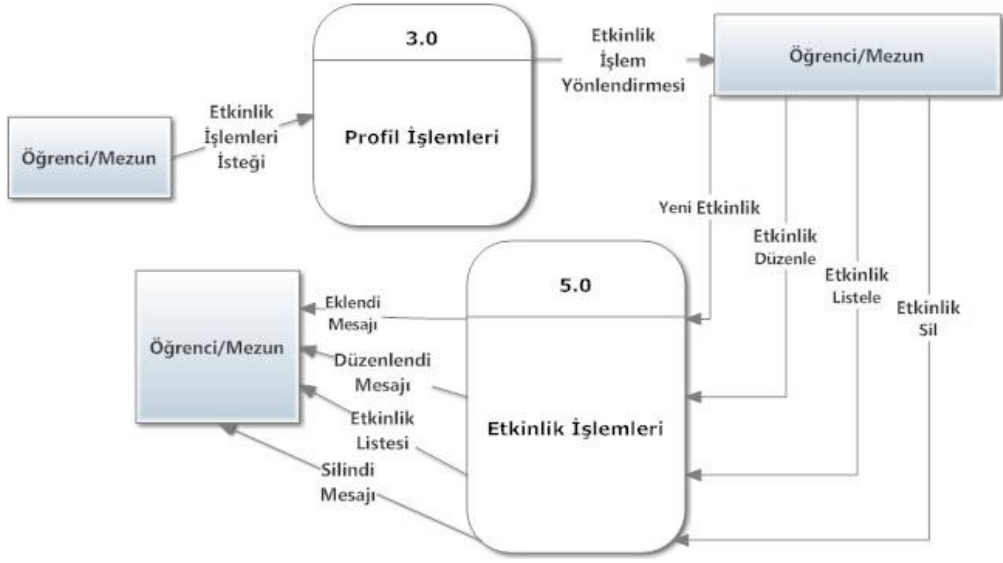 3.0
Profil İşlemleri
Etkinlik
İşlem
Yönlendirmesi
Öğrenci/Mezun
Etkinlik
İşlemleri
İsteği
Öğrenci/Mezun
Yeni Etkinlik
Etkinlik
Düzenle
Etkinlik
Listele
Etkinlik
Sil
5.0
Etkinlik İşlemleri
Eklendi
Mesajı
Düzenlendi
Mesajı
Etkinlik
Listesi
Silindi
Mesajı
Öğrenci/Mezun